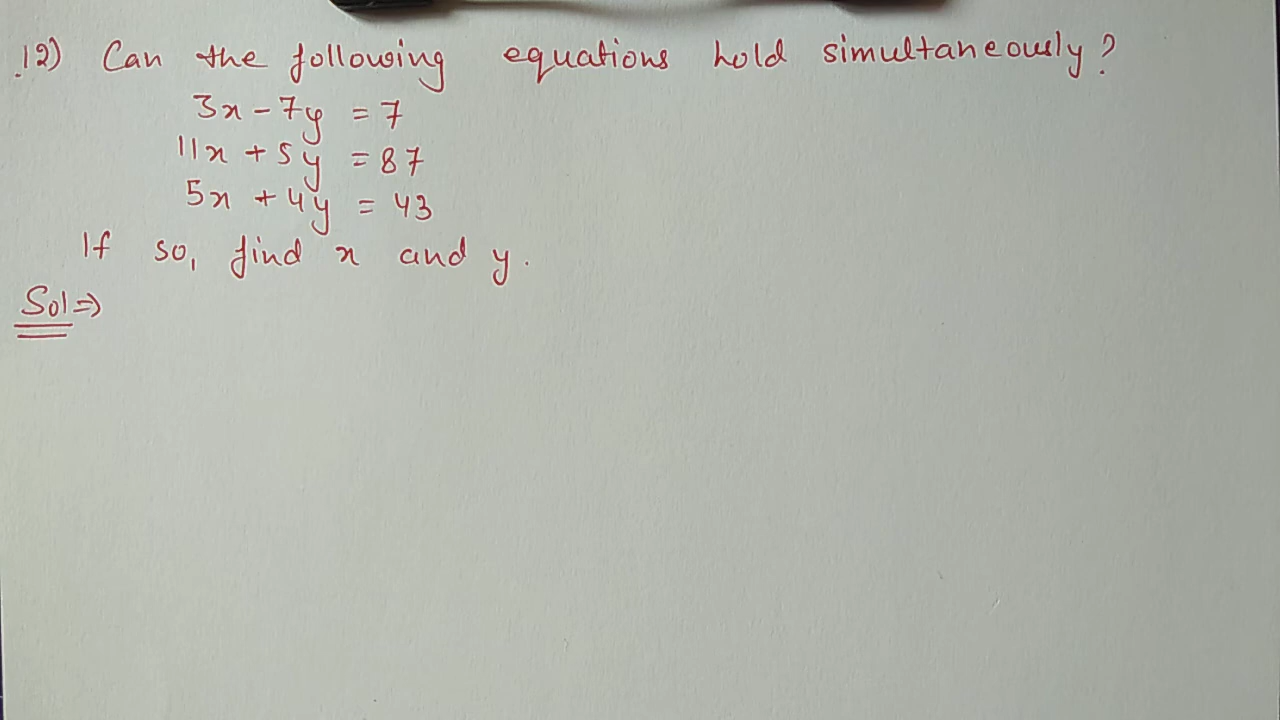 12) Can the following equations hold simultaneously?
3x - 7y = 7
11x + 5y = 87
5x + 4y = 43
If so, find x and y.
Sol ⇒